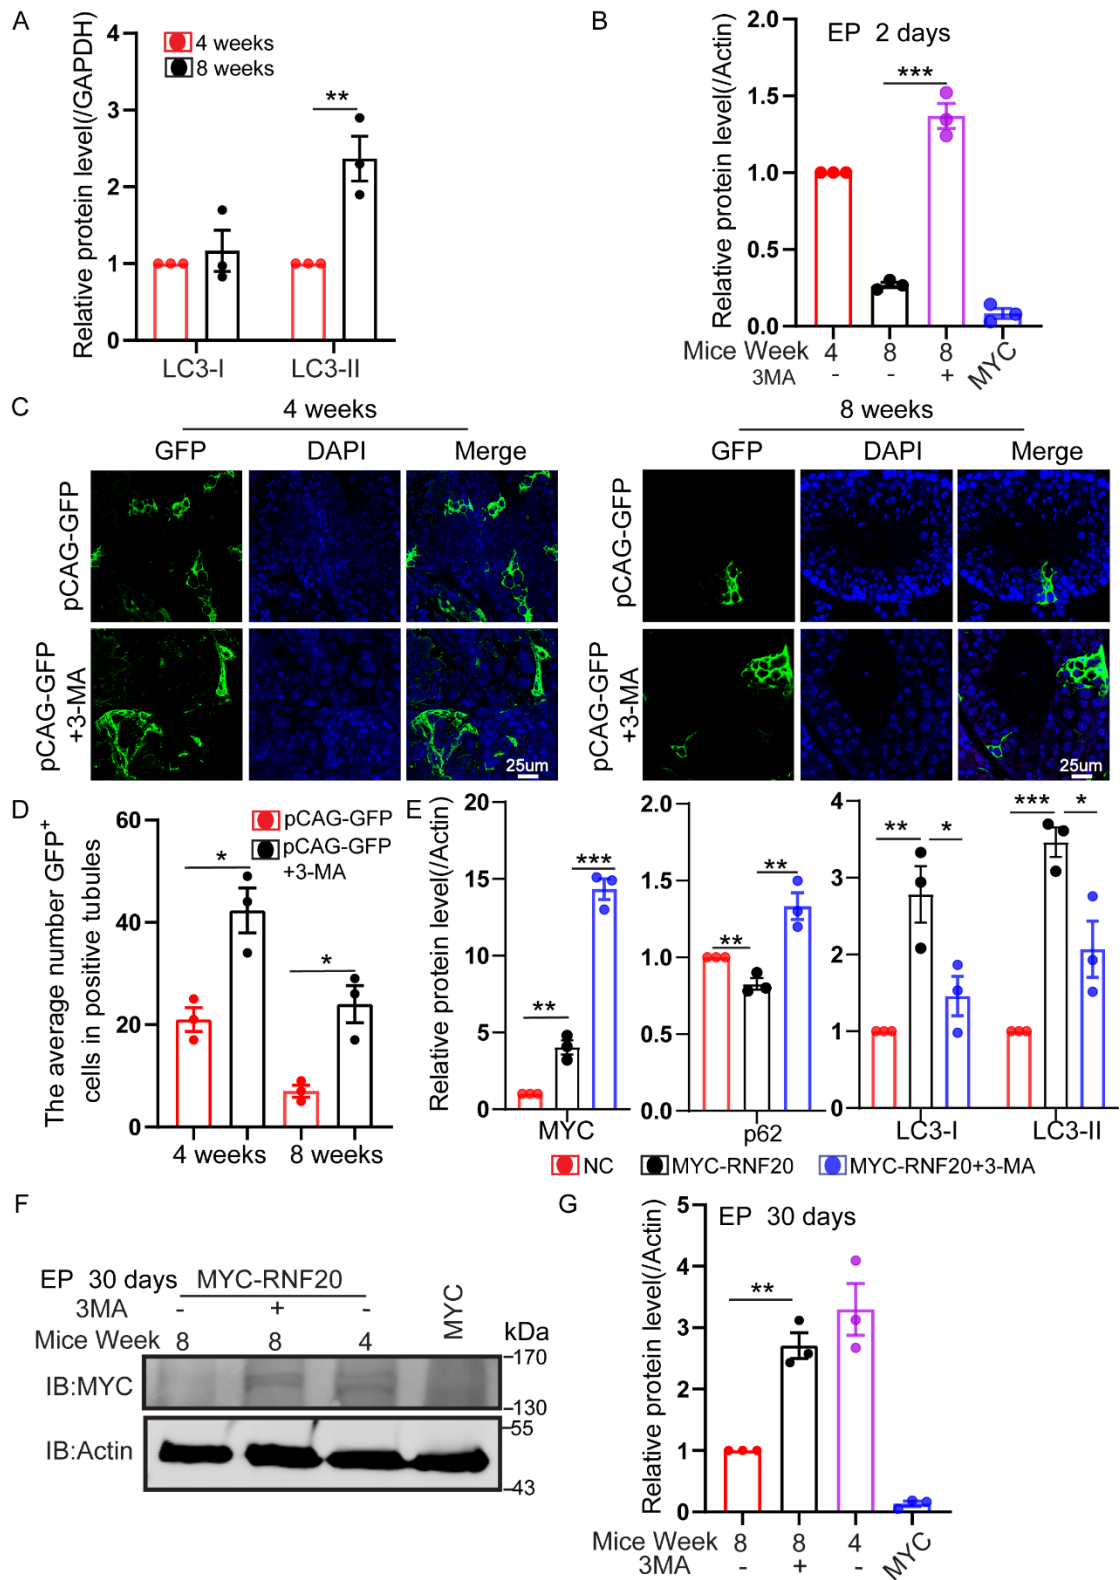 A
Relative protein level(/GAPDH)
4
3
2
1
0
4 weeks
8 weeks
**
LC3-I LC3-II
B
Relative protein level(/Actin)
2.0
1.5
1.0
0.5
0.0
EP 2 days
***
Mice Week 4 8 8 MYC
3MA - - +
C
4 weeks
GFP DAPI Merge
pCAG-GFP
pCAG-GFP
+3-MA
25um
8 weeks
GFP DAPI Merge
pCAG-GFP
pCAG-GFP
+3-MA
25um
D
The average number GFP+
cells in positive tubules
60
40
20
0
pCAG-GFP
pCAG-GFP
+3-MA
*
*
4 weeks 8 weeks
E
Relative protein level(/Actin)
20
15
10
5
0
**
***
MYC
2.0
1.5
1.0
0.5
0.0
**
**
p62
4
3
2
1
0
** *
*** *
LC3-I LC3-II
NC MYC-RNF20 MYC-RNF20+3-MA
F
EP 30 days MYC-RNF20 MYC
3MA - + -
Mice Week 8 8 4 kDa
IB:MYC
170
130
IB:Actin
55
43
G
Relative protein level(/Actin)
5
4
3
2
1
0
EP 30 days
**
Mice Week 8 8 4 MYC
3MA - + -